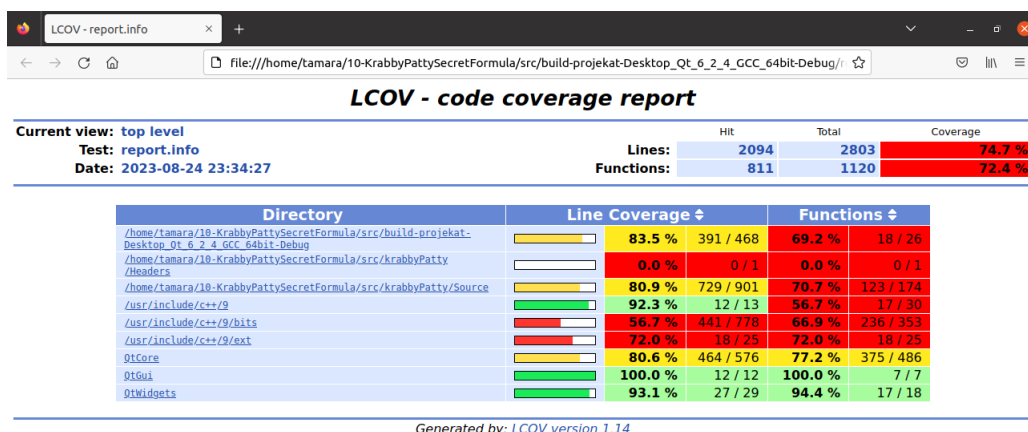 LCOV - report.info
file:///home/tamara/10-KrabbyPattySecretFormula/src/build-projekat-Desktop_Qt_6_2_4_GCC_64bit-Debug/
LCOV - code coverage report
Current view: top level Hit Total Coverage
Test: report.info Lines: 2094 2803 74.7 %
Date: 2023-08-24 23:34:27 Functions: 811 1120 72.4 %
Directory Line Coverage Functions
/home/tamara/10-KrabbyPattySecretFormula/src/build-projekat-
Desktop_Qt_6_2_4_GCC_64bit-Debug 83.5 % 391 / 468 69.2 % 18 / 26
/home/tamara/10-KrabbyPattySecretFormula/src/krabbyPatty
/Headers 0.0 % 0 / 1 0.0 % 0 / 1
/home/tamara/10-KrabbyPattySecretFormula/src/krabbyPatty/Source 80.9 % 729 / 901 70.7 % 123 / 174
/usr/include/c++/9 92.3 % 12 / 13 56.7 % 17 / 30
/usr/include/c++/9/bits 56.7 % 441 / 778 66.9 % 236 / 353
/usr/include/c++/9/ext 72.0 % 18 / 25 72.0 % 18 / 25
QtCore 80.6 % 464 / 576 77.2 % 375 / 486
QtGui 100.0 % 12 / 12 100.0 % 7 / 7
QtWidgets 93.1 % 27 / 29 94.4 % 17 / 18
Generated by: LCOV version 1.14